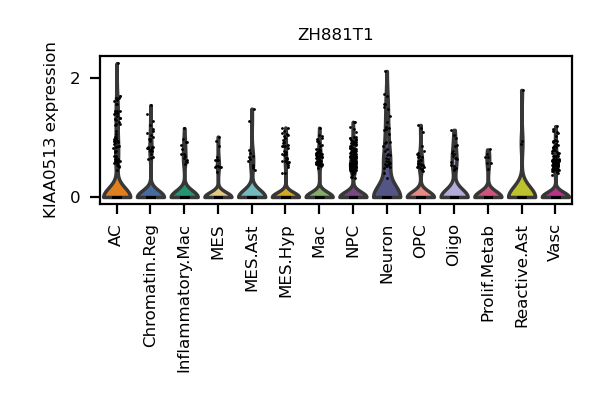 ZH881T1
KIAA0513 expression
2
0
AC
Chromatin.Reg
Inflammatory.Mac
MES
MES.Ast
MES.Hyp
Mac
NPC
Neuron
OPC
Oligo
Prolif.Metab
Reactive.Ast
Vasc